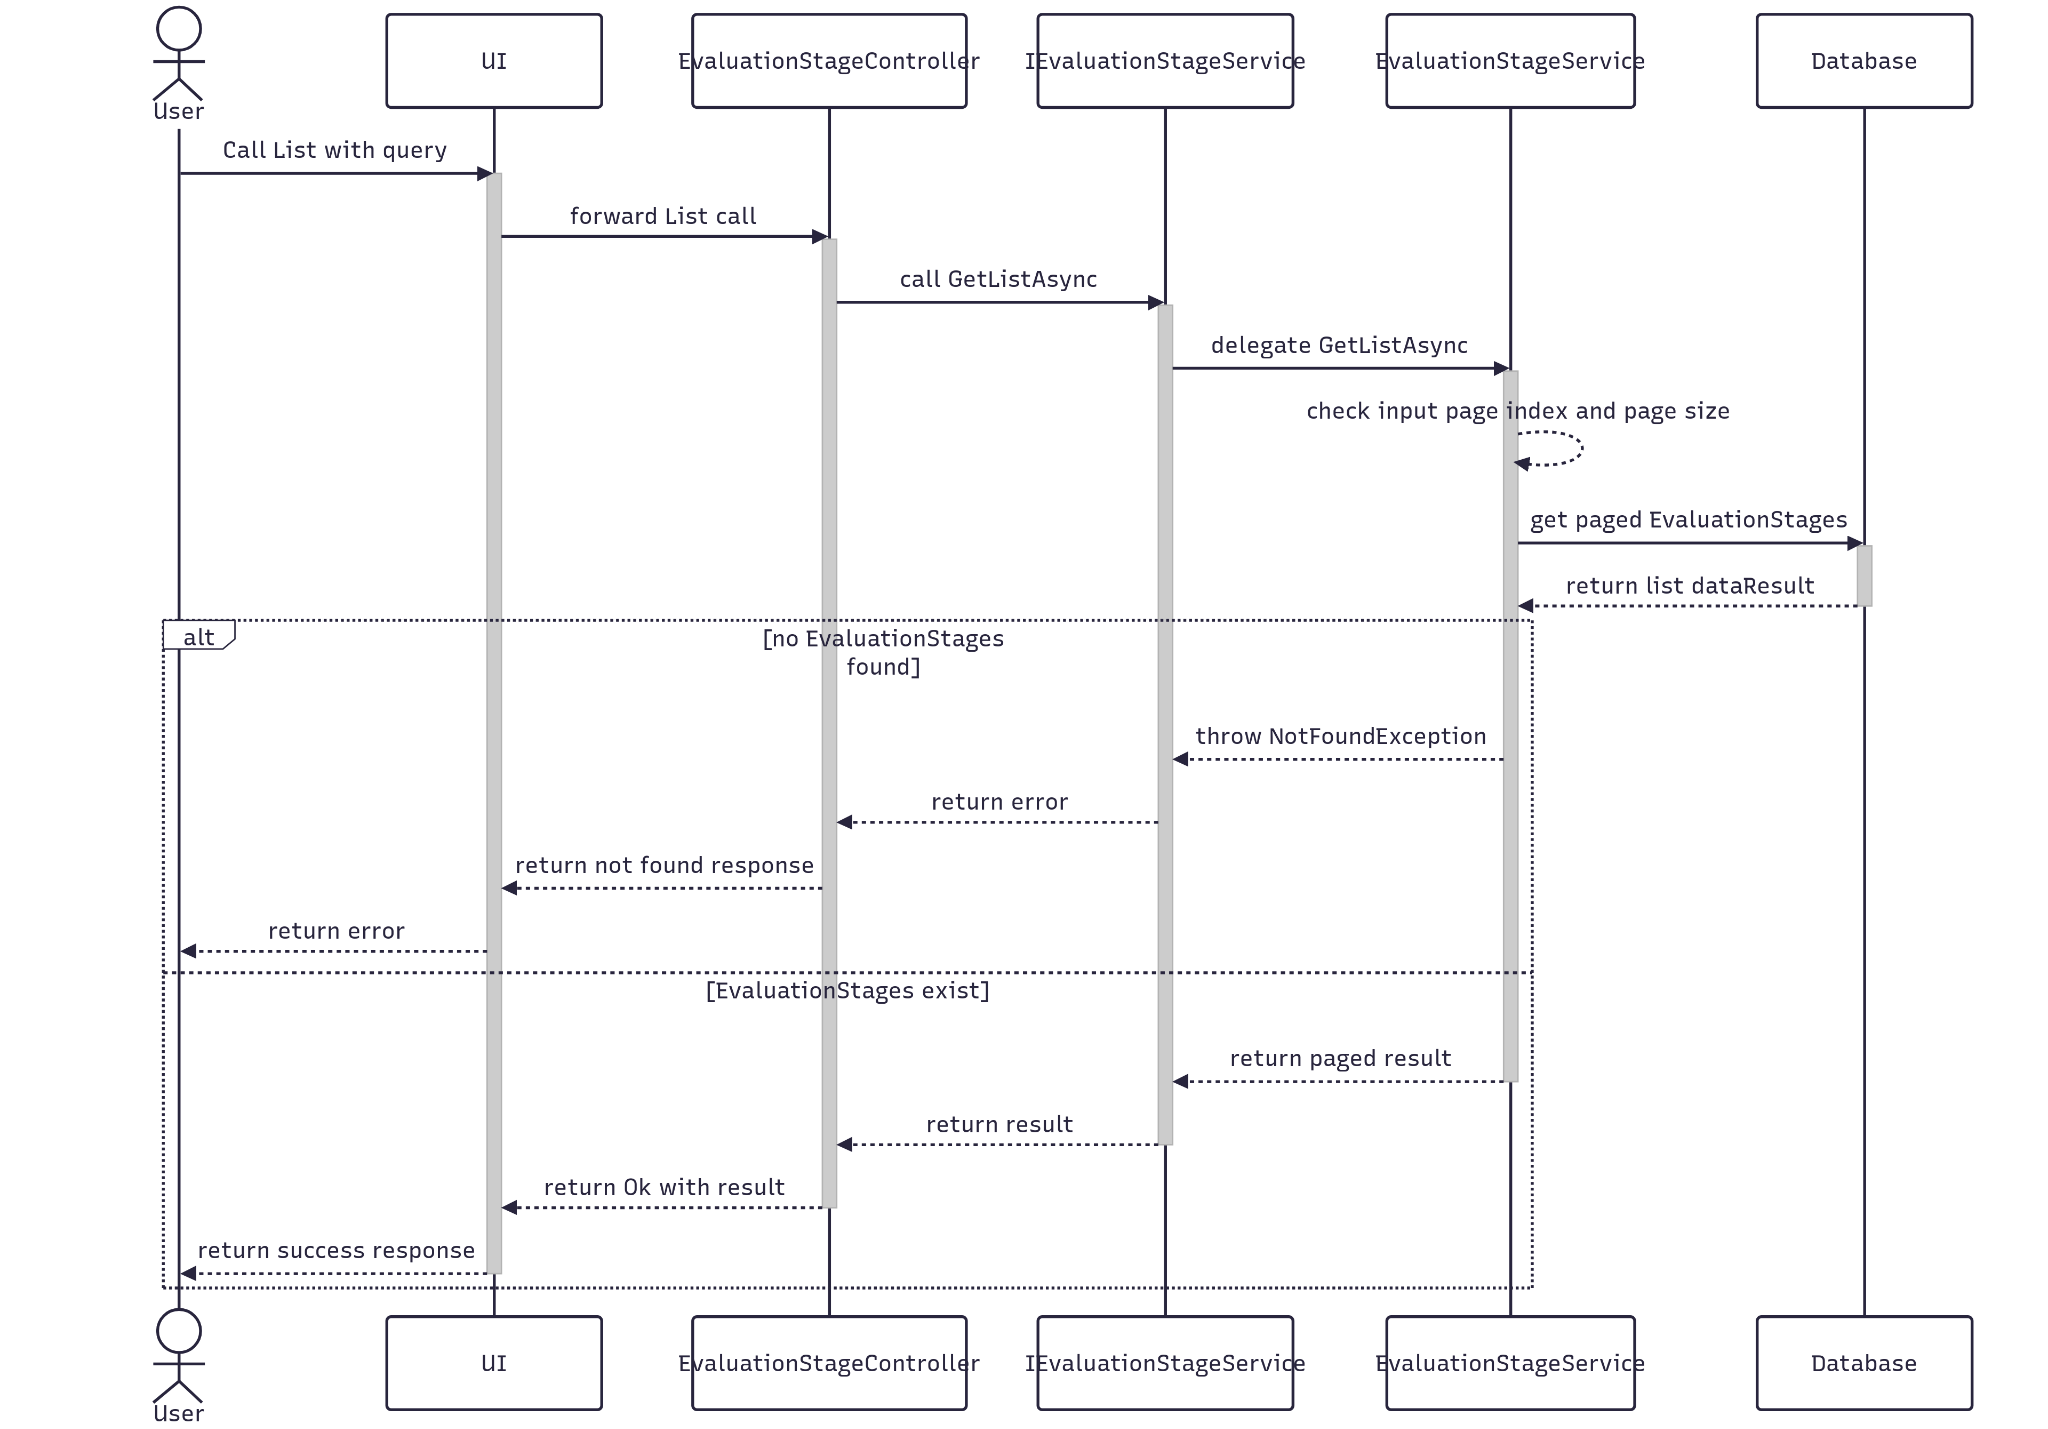 UI
EvaluationStageController
IEvaluationStageService
EvaluationStageService
Database
User
Call List with query
forward List call
call GetListAsync
delegate GetListAsync
check input page index and page size
get paged EvaluationStages
return list dataResult
alt
[no EvaluationStages
found]
throw NotFoundException
return error
return not found response
return error
[EvaluationStages exist]
return paged result
return result
return Ok with result
return success response
UI
EvaluationStageController
IEvaluationStageService
EvaluationStageService
Database
User